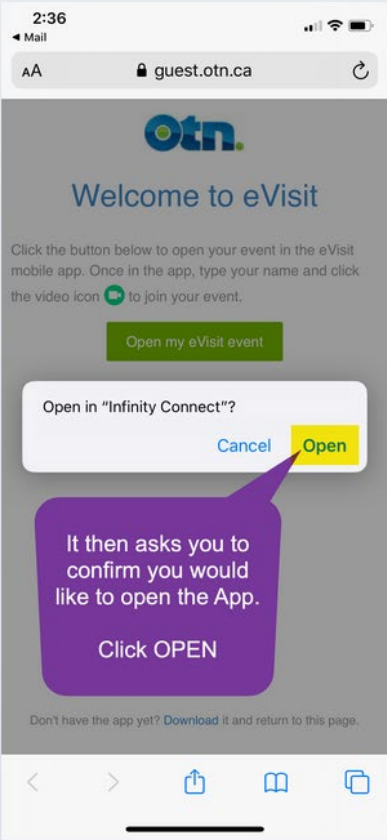 2:36
◀ Mail
AA guest.otn.ca
otn.
Welcome to eVisit
Click the button below to open your event in the eVisit
mobile app. Once in the app, type your name and click
the video icon to join your event.
Open my eVisit event
Open in “Infinity Connect”?
Cancel Open
It then asks you to
confirm you would
like to open the App.
Click OPEN
Don't have the app yet? Download it and return to this page.